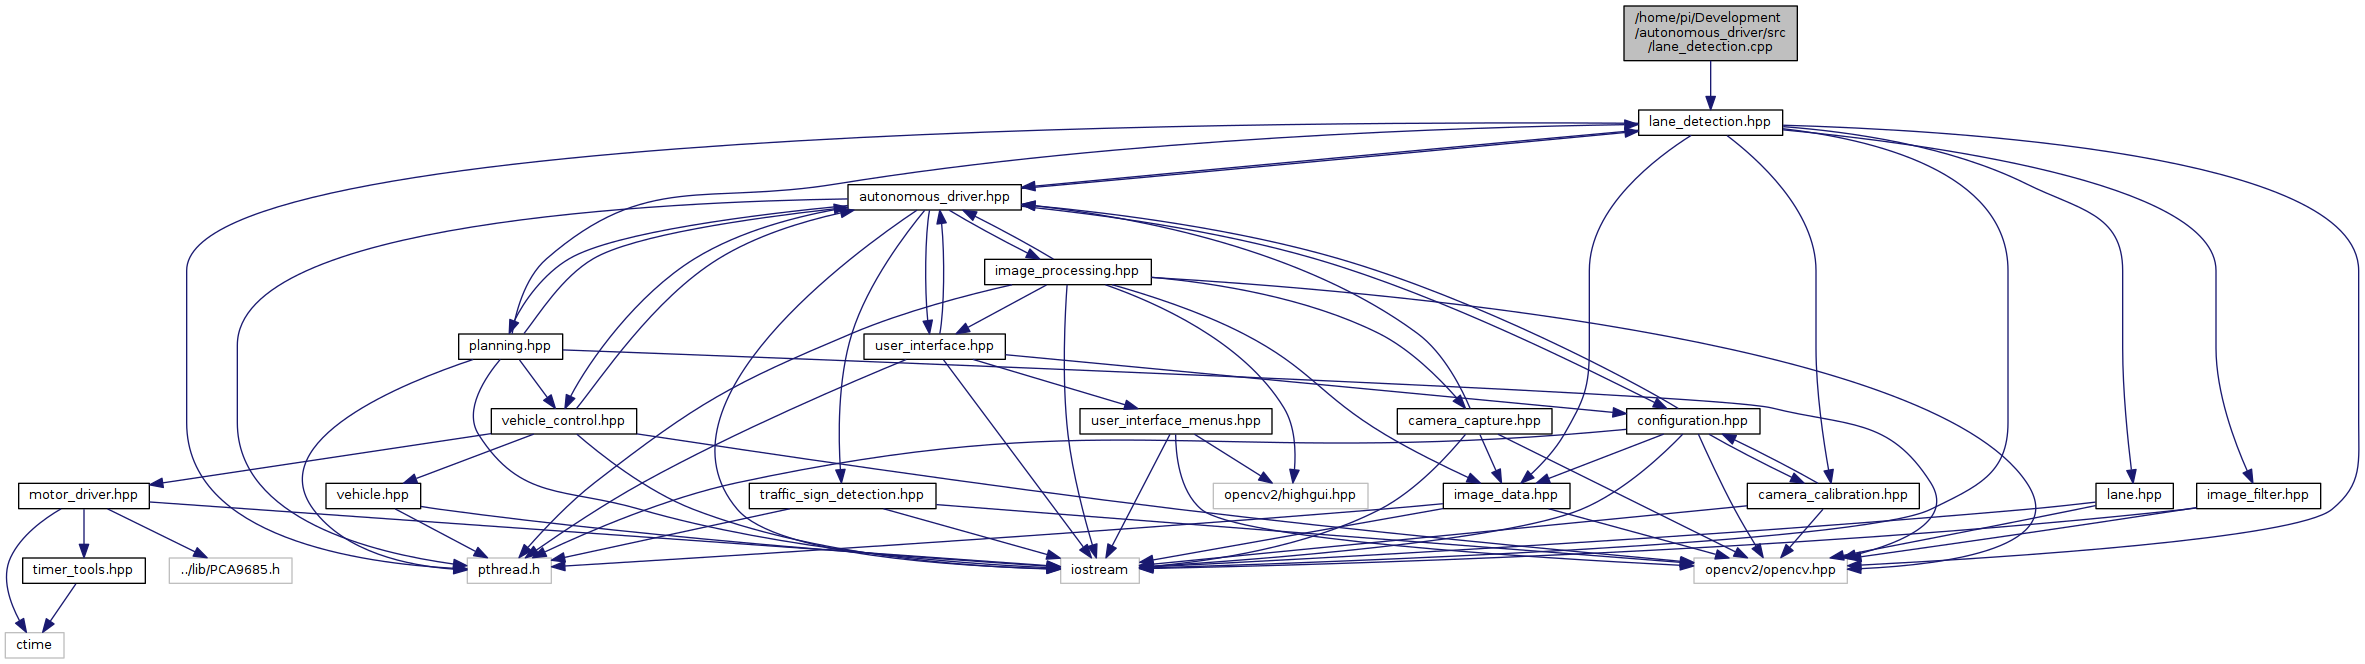 /home/pi/Development
/autonomous_driver/src
/lane_detection.cpp
lane_detection.hpp
autonomous_driver.hpp
image_processing.hpp
planning.hpp
user_interface.hpp
vehicle_control.hpp
user_interface_menus.hpp
camera_capture.hpp
configuration.hpp
motor_driver.hpp
vehicle.hpp
traffic_sign_detection.hpp
opencv2/highgui.hpp
image_data.hpp
camera_calibration.hpp
lane.hpp
image_filter.hpp
timer_tools.hpp
../lib/PCA9685.h
pthread.h
iostream
opencv2/opencv.hpp
ctime